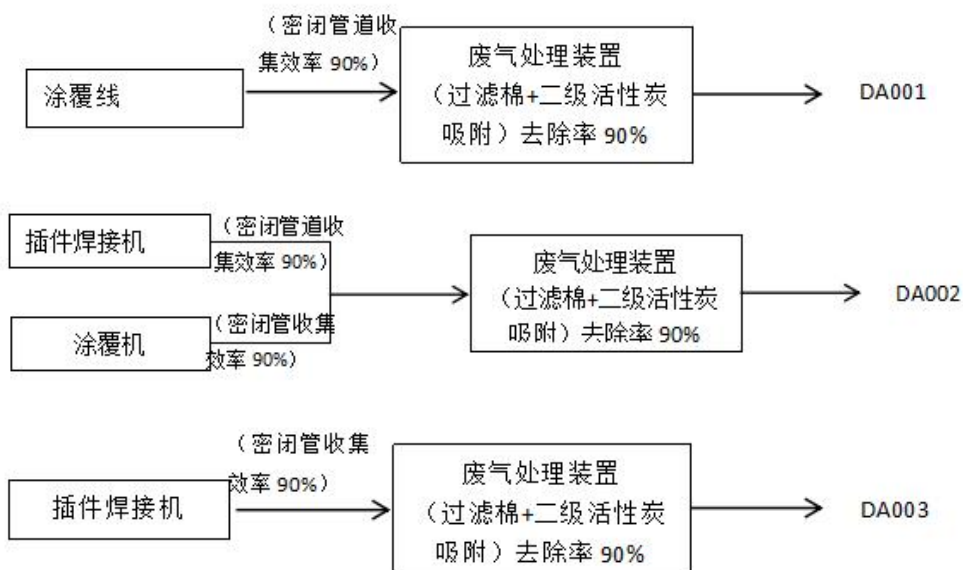 涂覆线
（密闭管道收
集效率 90%）
废气处理装置
（过滤棉+二级活性炭
吸附）去除率 90%
DA001
插件焊接机
（密闭管道收
集效率 90%）
涂覆机
（密闭管收集
效率 90%）
废气处理装置
（过滤棉+二级活性炭
吸附）去除率 90%
DA002
插件焊接机
（密闭管收集
效率 90%）
废气处理装置
（过滤棉+二级活性炭
吸附）去除率 90%
DA003